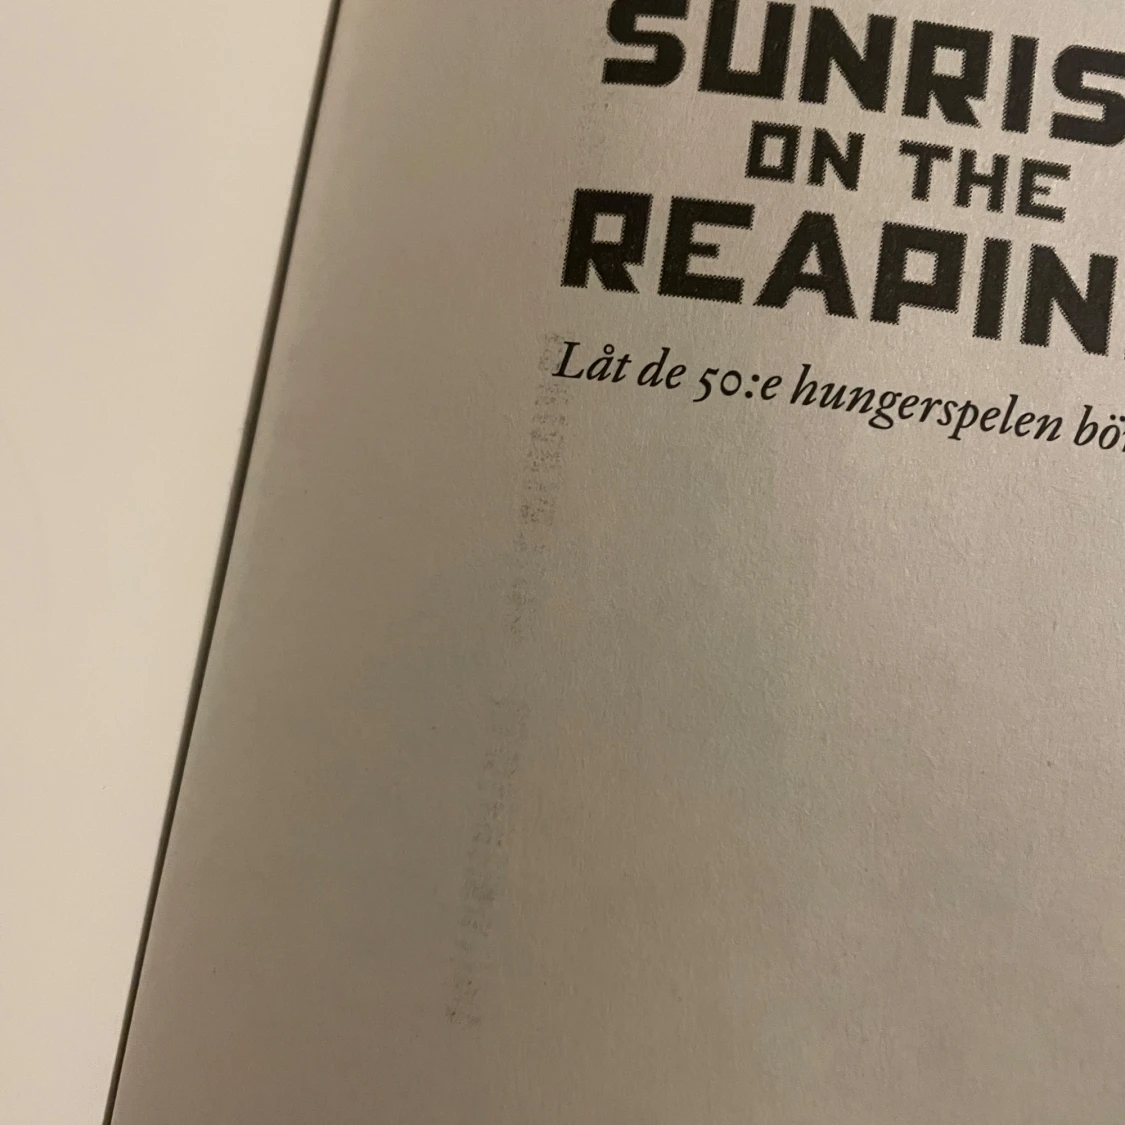 SUNRIS
ON THE
REAPIN
Låt de 50:e hungerspelen bö